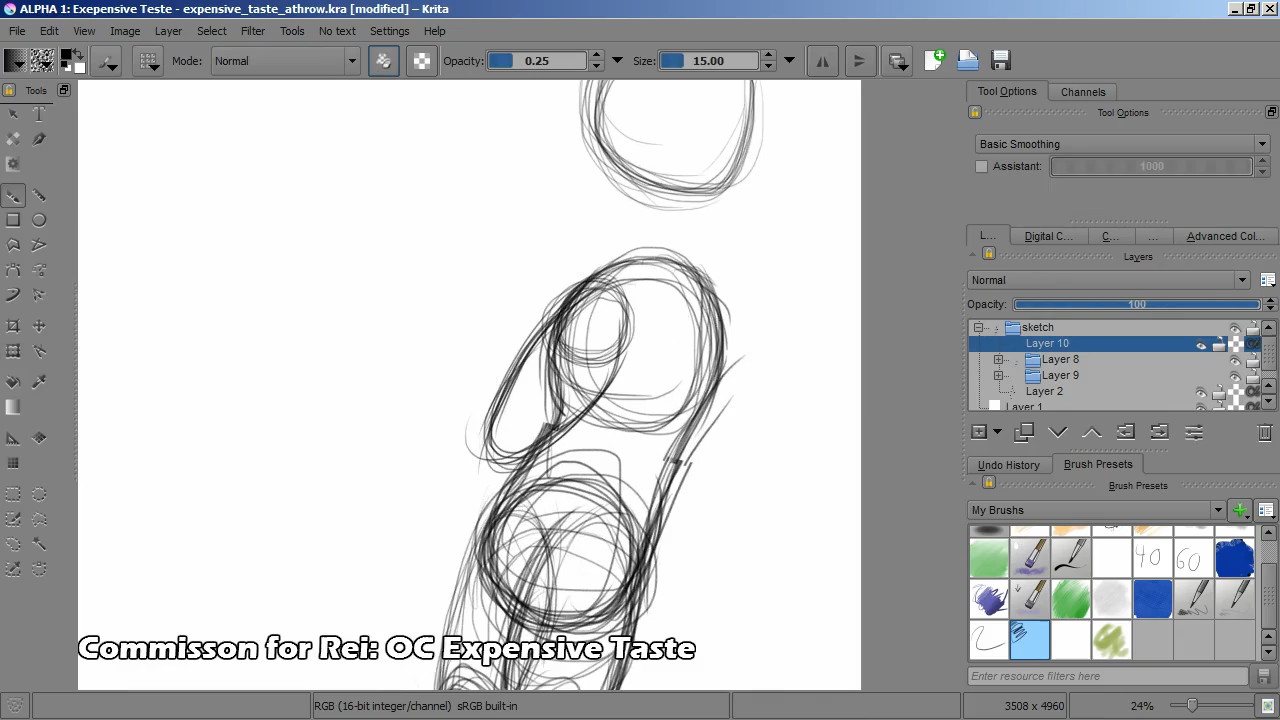 ALPHA 1: Exepensive Teste - expensive_taste_athrow.kra [modified] – Krita
File Edit View Image Layer Select Filter Tools No text Settings Help
Mode: Normal Opacity: 0.25 Size: 15.00
Tools
Tool Options Channels
Tool Options
Basic Smoothing
Assistant: 1000
L... Digital C... C... ... Advanced Col...
Layers
Normal
Opacity: 100
sketch
Layer 10
Layer 8
Layer 9
Layer 2
Layer 1
Undo History Brush Presets
Brush Presets
My Brushs
40 60
Commisson for Rei: OC Expensive Taste
Enter resource filters here
RGB (16-bit integer/channel) sRGB built-in 3508 x 4960 24%